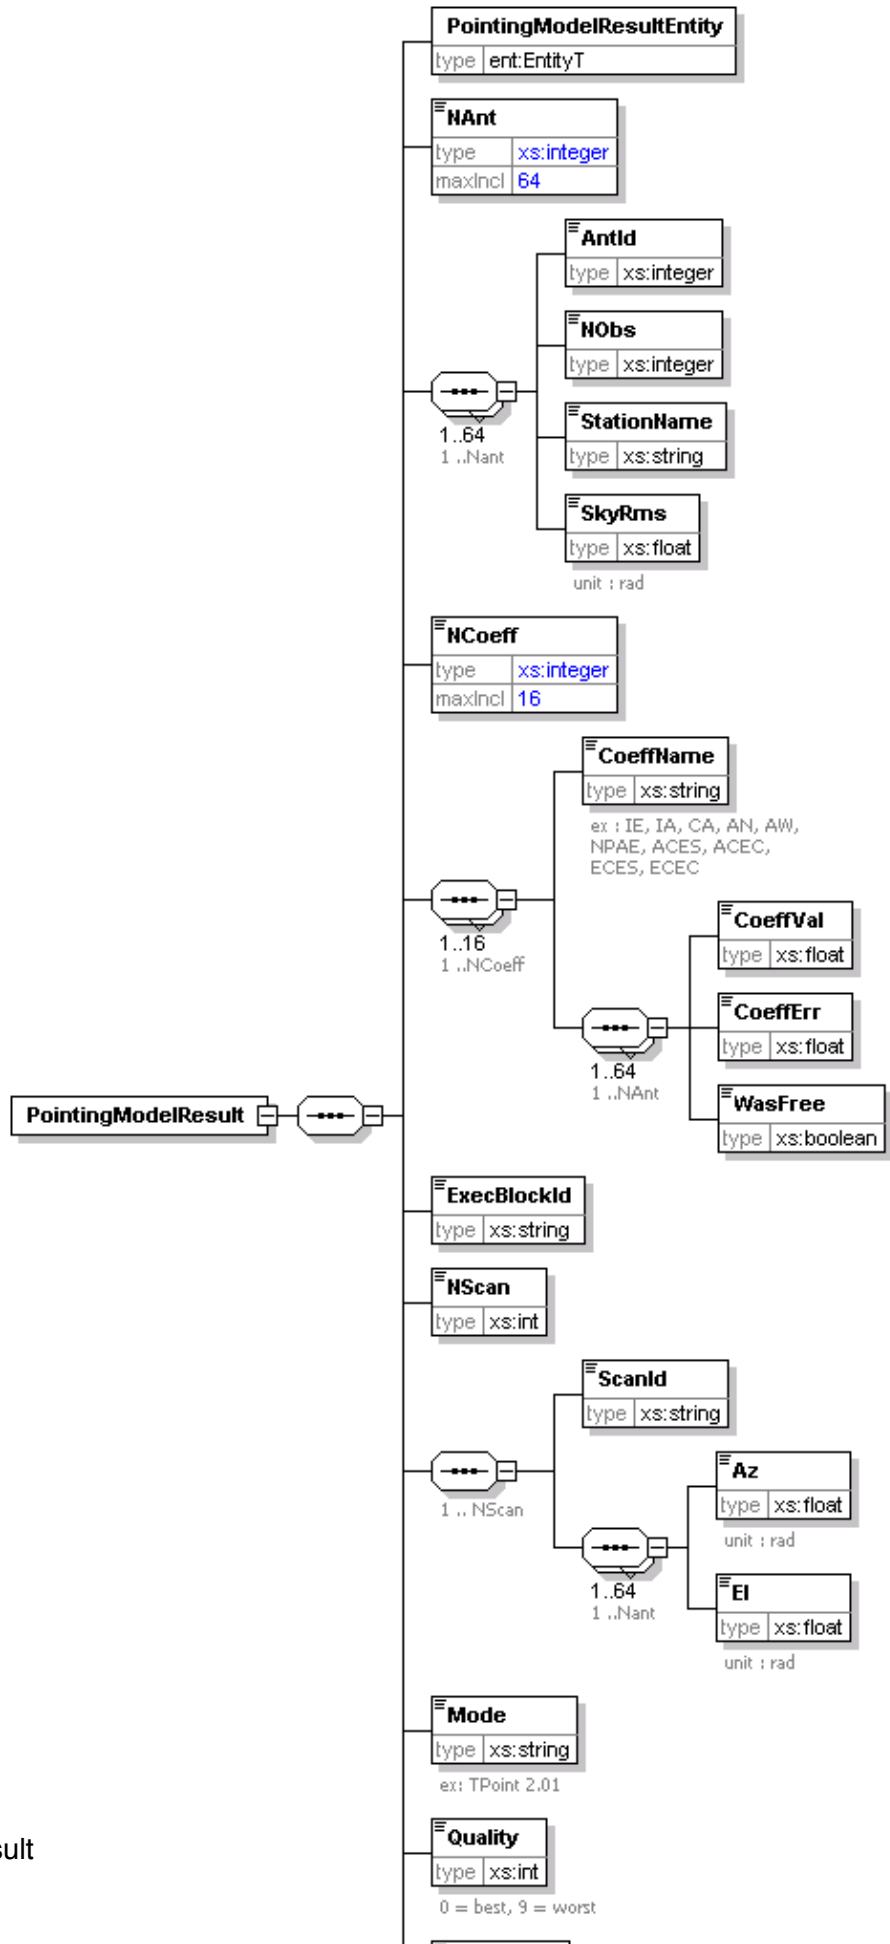 PointingModelResultEntity
type ent:EntityT
NAnt
type xs:integer
maxIncl 64
AntId
type xs:integer
NObs
type xs:integer
1..64
1 ..Nant
StationName
type xs:string
SkyRms
type xs:float
unit : rad
NCoeff
type xs:integer
maxIncl 16
CoeffName
type xs:string
ex : IE, IA, CA, AN, AW,
NPAE, ACES, ACEC,
ECES, ECEC
1..16
1 ..NCoeff
CoeffVal
type xs:float
CoeffErr
type xs:float
1..64
1 ..NAnt
WasFree
type xs:boolean
PointingModelResult
ExecBlockId
type xs:string
NScan
type xs:int
ScanId
type xs:string
1 .. NScan
Az
type xs:float
unit : rad
1..64
1 ..Nant
El
type xs:float
unit : rad
Mode
type xs:string
ex: TPoint 2.01
Quality
type xs:int
0 = best, 9 = worst
sult